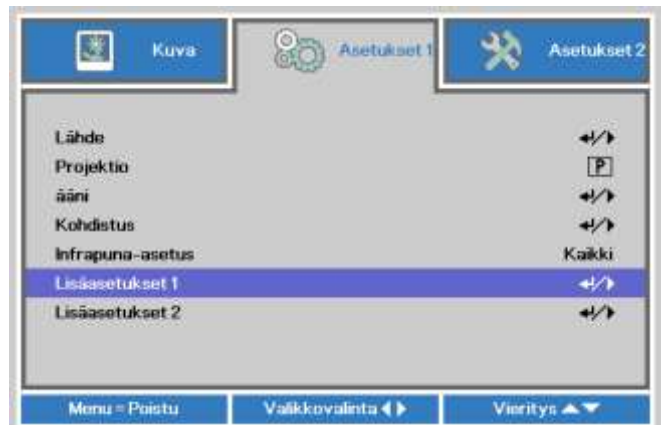 Kuva
Asetukset 1
Asetukset 2
Lähde
Projektio P
ääni
Kohdistus
Infrapuna-asetus Kaikki
Lisäasetukset 1
Lisäasetukset 2
Menu = Poistu
Valikkovalinta ◀ ▶
Vieritys ▲▼